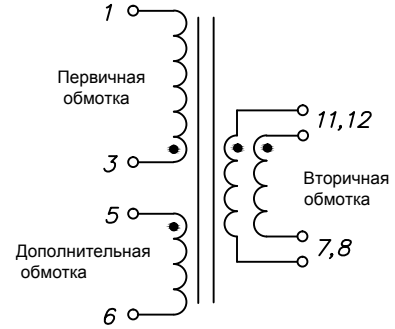 1
Первичная
обмотка
3
5
Дополнительная
обмотка
6
11,12
Вторичная
обмотка
7,8